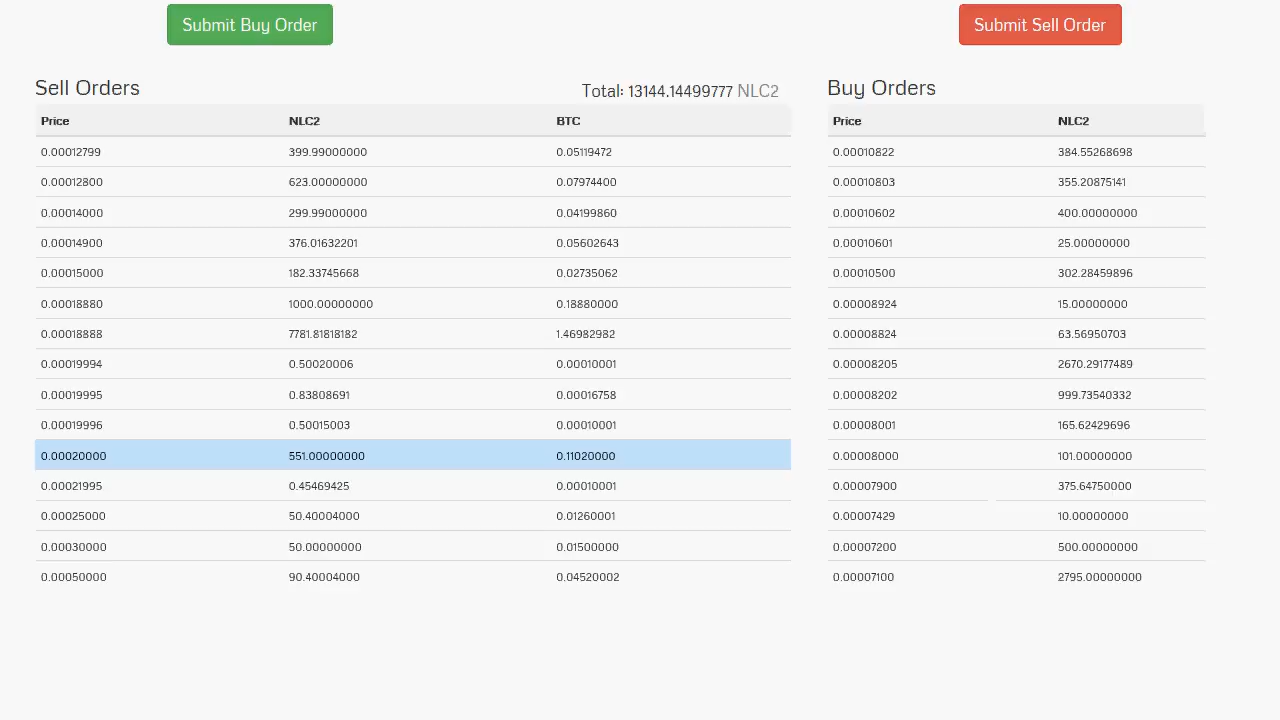 Submit Buy Order
Submit Sell Order
Sell Orders
Total: 13144.14499777 NLC2
Price NLC2 BTC
0.00012799 399.99000000 0.05119472
0.00012800 623.00000000 0.07974400
0.00014000 299.99000000 0.04199860
0.00014900 376.01632201 0.05602643
0.00015000 182.33745668 0.02735062
0.00018880 1000.00000000 0.18880000
0.00018888 7781.81818182 1.46982982
0.00019994 0.50020006 0.00010001
0.00019995 0.83808691 0.00016758
0.00019996 0.50015003 0.00010001
0.00020000 551.00000000 0.11020000
0.00021995 0.45469425 0.00010001
0.00025000 50.40004000 0.01260001
0.00030000 50.00000000 0.01500000
0.00050000 90.40004000 0.04520002
Buy Orders
Price NLC2
0.00010822 384.55268698
0.00010803 355.20875141
0.00010602 400.00000000
0.00010601 25.00000000
0.00010500 302.28459896
0.00008924 15.00000000
0.00008824 63.56950703
0.00008205 2670.29177489
0.00008202 999.73540332
0.00008001 165.62429696
0.00008000 101.00000000
0.00007900 375.64750000
0.00007429 10.00000000
0.00007200 500.00000000
0.00007100 2795.00000000